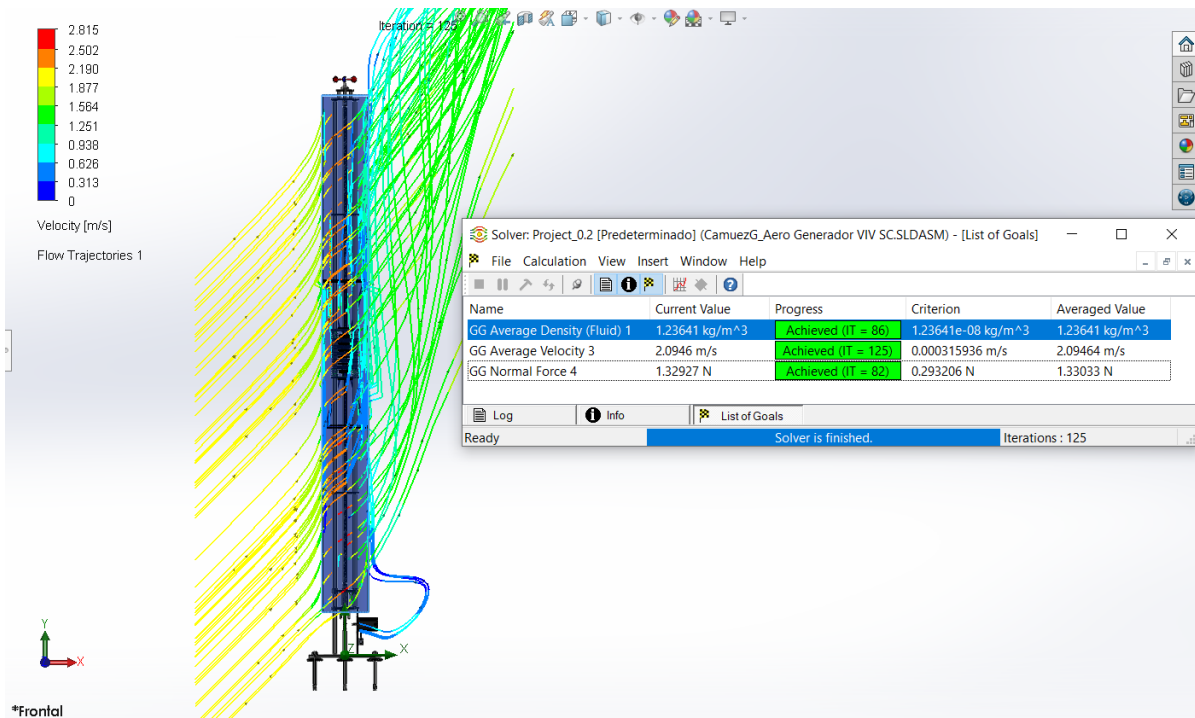 Iteration = 125
2.815
2.502
2.190
1.877
1.564
1.251
0.938
0.626
0.313
0
Velocity [m/s]
Flow Trajectories 1
Solver: Project_0.2 [Predeterminado] (CamuezG_Aero Generador VIV SC.SLDASM) - [List of Goals]
File Calculation View Insert Window Help
Name Current Value Progress Criterion Averaged Value
GG Average Density (Fluid) 1 1.23641 kg/m^3 Achieved (IT = 86) 1.23641e-08 kg/m^3 1.23641 kg/m^3
GG Average Velocity 3 2.0946 m/s Achieved (IT = 125) 0.000315936 m/s 2.09464 m/s
GG Normal Force 4 1.32927 N Achieved (IT = 82) 0.293206 N 1.33033 N
Log Info List of Goals
Ready Solver is finished. Iterations : 125
Y
X
Z
X
*Frontal